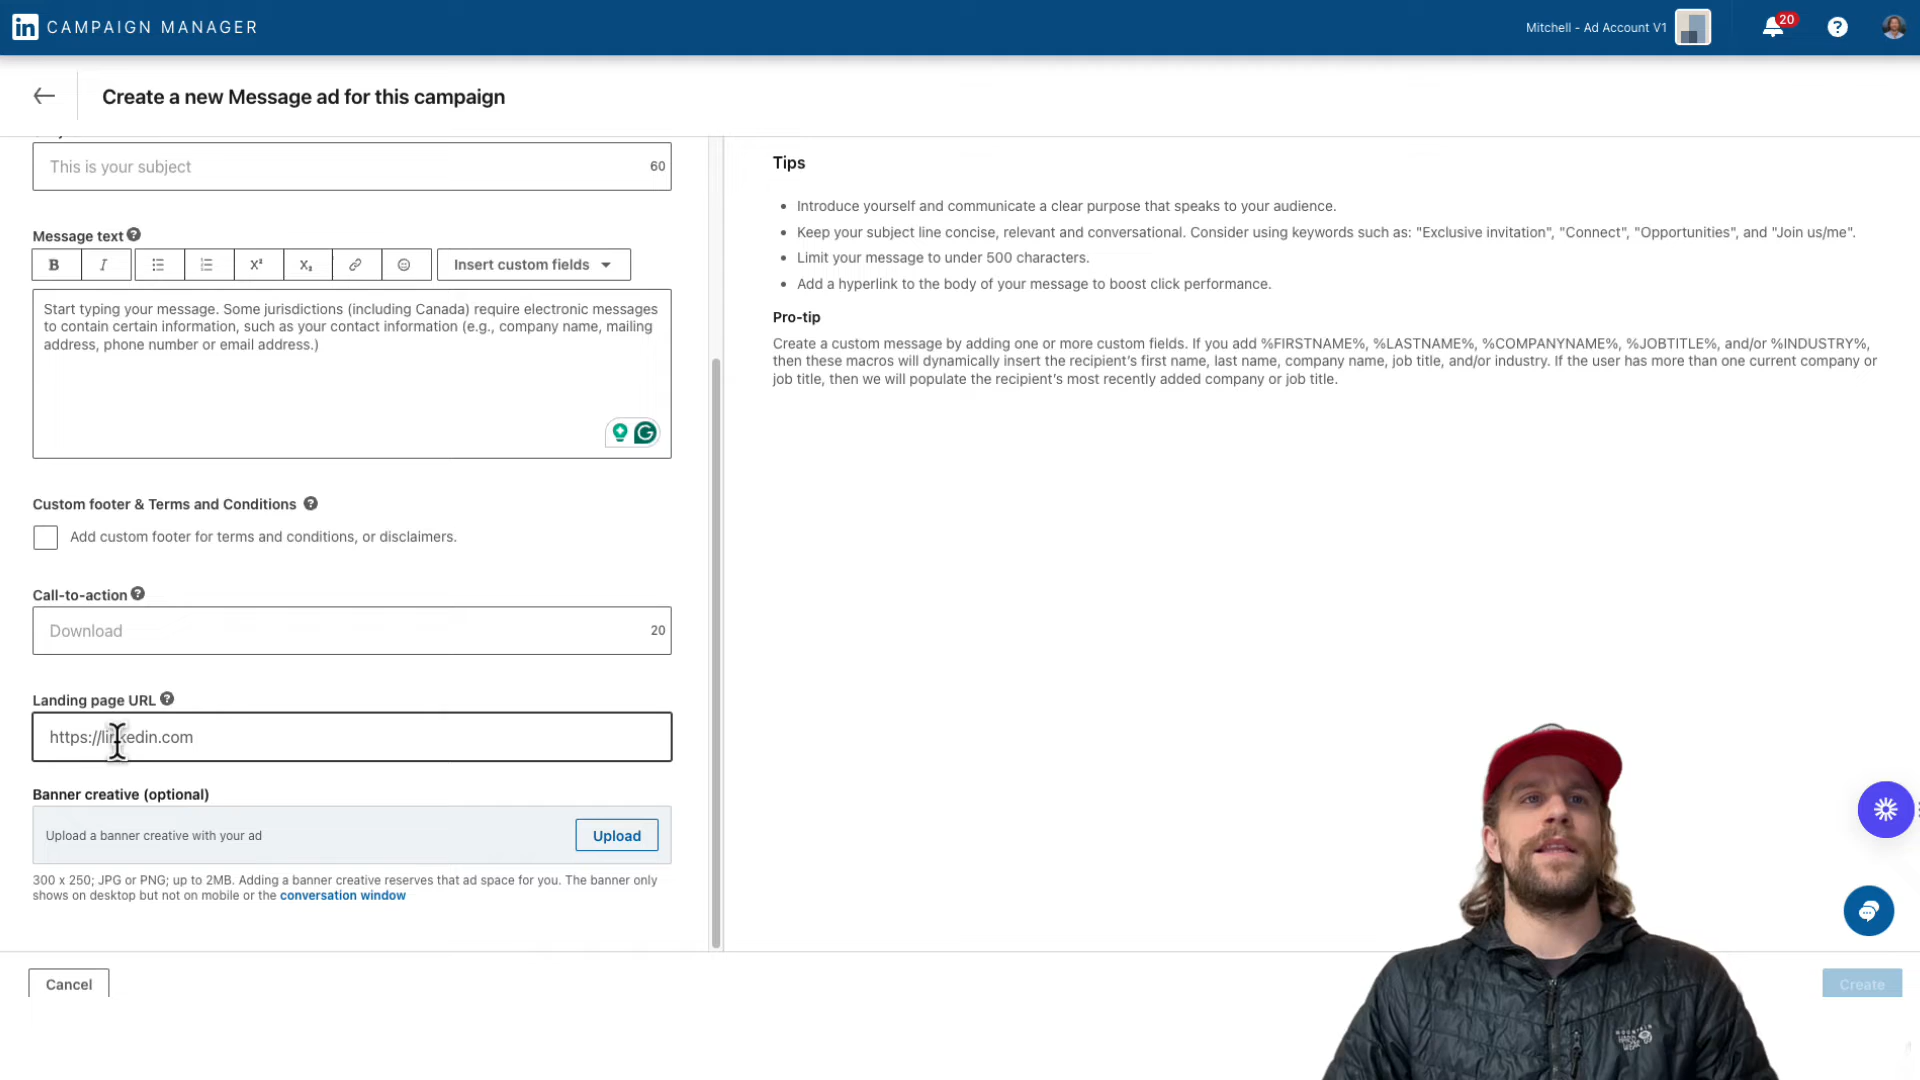 in CAMPAIGN MANAGER
Mitchell - Ad Account V1
20
Create a new Message ad for this campaign
This is your subject
60
Message text
B I X² X₂ Insert custom fields
Start typing your message. Some jurisdictions (including Canada) require electronic messages
to contain certain information, such as your contact information (e.g., company name, mailing
address, phone number or email address.)
Custom footer & Terms and Conditions
Add custom footer for terms and conditions, or disclaimers.
Call-to-action
Download
20
Landing page URL
https://linkedin.com
Banner creative (optional)
Upload a banner creative with your ad
Upload
300 x 250; JPG or PNG; up to 2MB. Adding a banner creative reserves that ad space for you. The banner only
shows on desktop but not on mobile or the conversation window
Cancel
Tips
• Introduce yourself and communicate a clear purpose that speaks to your audience.
• Keep your subject line concise, relevant and conversational. Consider using keywords such as: "Exclusive invitation", "Connect", "Opportunities", and "Join us/me".
• Limit your message to under 500 characters.
• Add a hyperlink to the body of your message to boost click performance.
Pro-tip
Create a custom message by adding one or more custom fields. If you add %FIRSTNAME%, %LASTNAME%, %COMPANYNAME%, %JOBTITLE%, and/or %INDUSTRY%,
then these macros will dynamically insert the recipient's first name, last name, company name, job title, and/or industry. If the user has more than one current company or
job title, then we will populate the recipient's most recently added company or job title.
Create